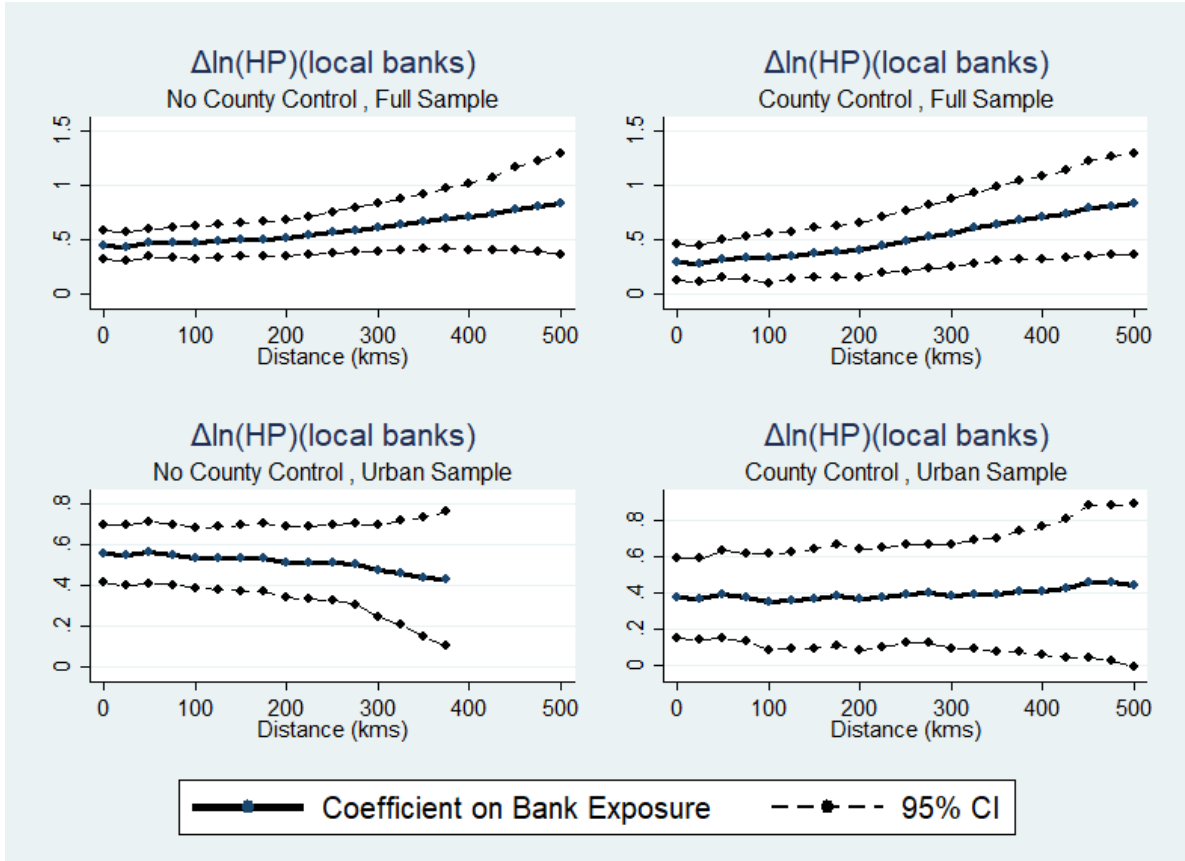 Δln(HP)(local banks)
No County Control , Full Sample
1.5
1
.5
0
0 100 200 300 400 500
Distance (kms)
Δln(HP)(local banks)
County Control , Full Sample
1.5
1
.5
0
0 100 200 300 400 500
Distance (kms)
Δln(HP)(local banks)
No County Control , Urban Sample
.8
.6
.4
.2
0
0 100 200 300 400 500
Distance (kms)
Δln(HP)(local banks)
County Control , Urban Sample
.8
.6
.4
.2
0
0 100 200 300 400 500
Distance (kms)
Coefficient on Bank Exposure
95% CI